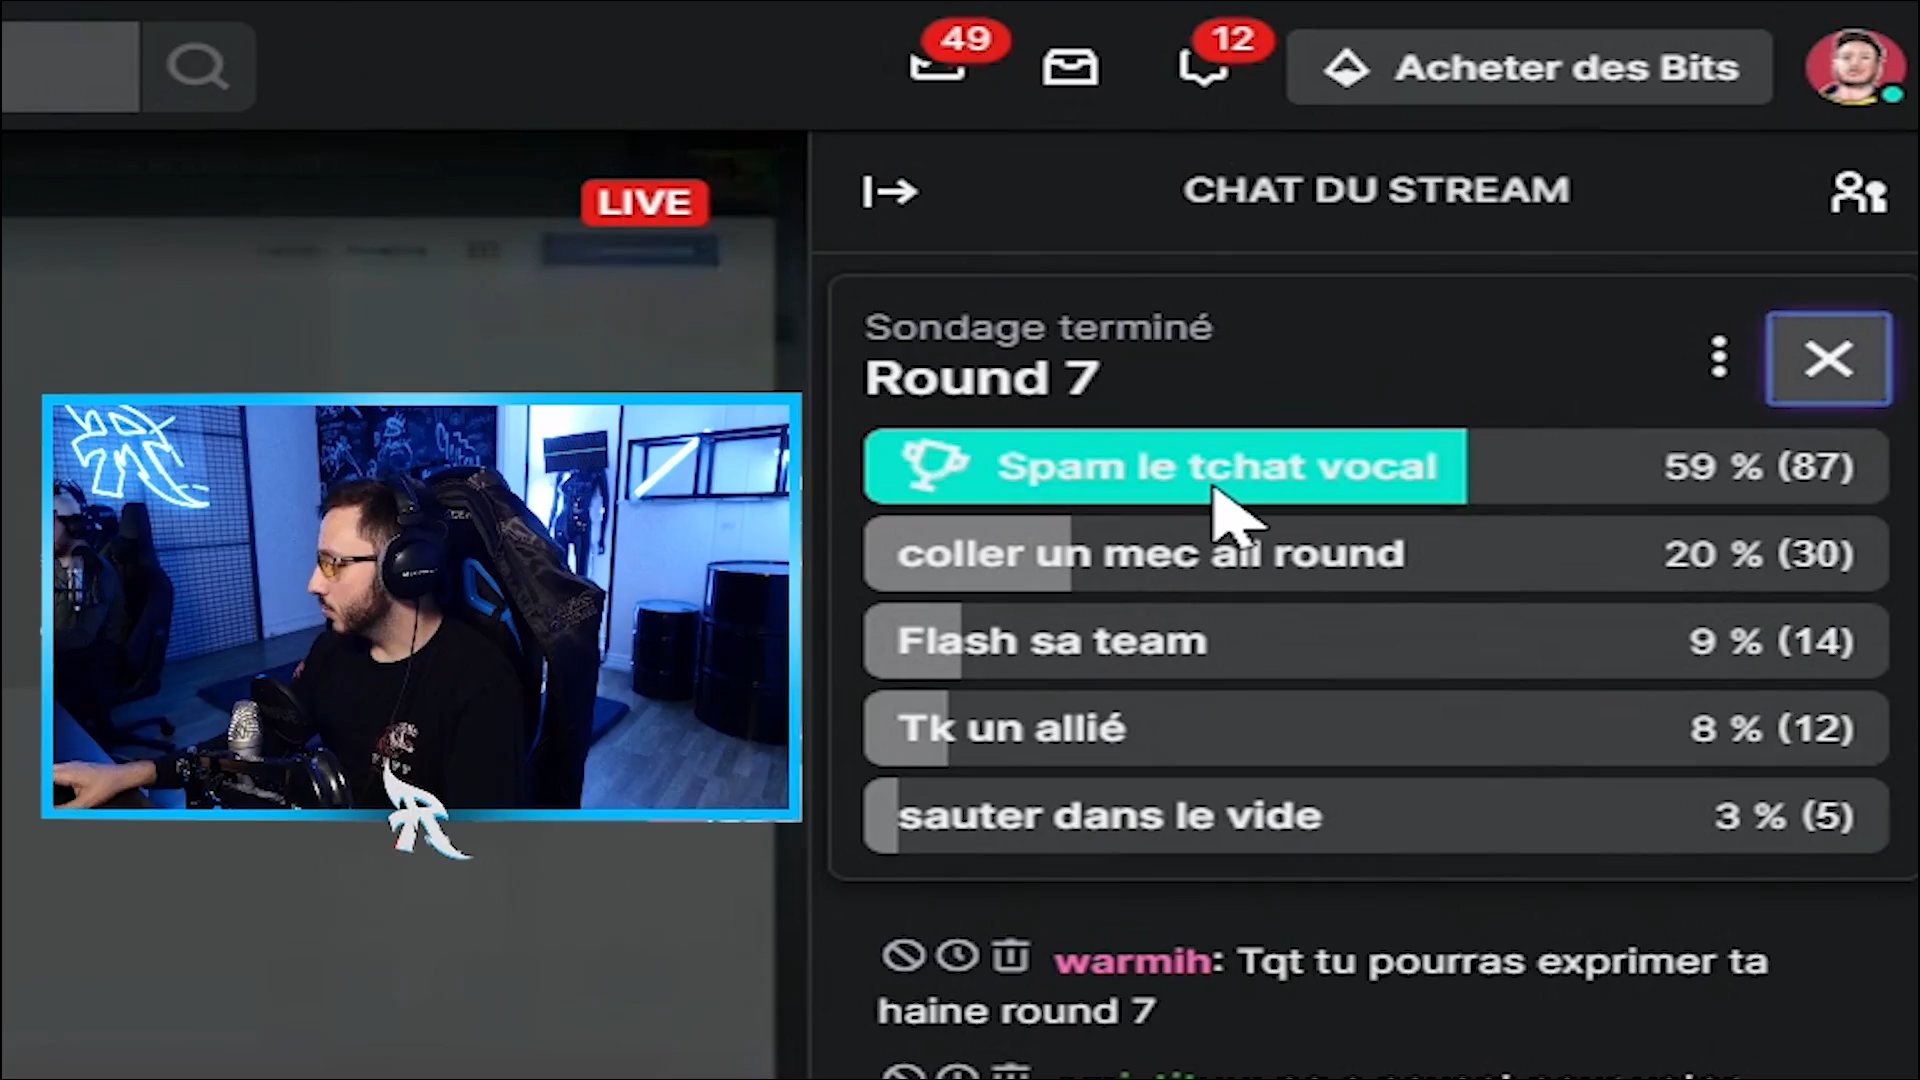 49
12
Acheter des Bits
LIVE
CHAT DU STREAM
Sondage terminé
Round 7
Spam le tchat vocal 59 % (87)
coller un mec all round 20 % (30)
Flash sa team 9 % (14)
Tk un allié 8 % (12)
sauter dans le vide 3 % (5)
warmih: Tqt tu pourras exprimer ta
haine round 7